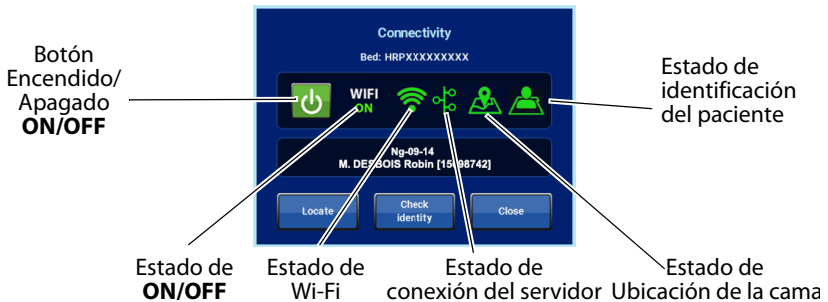 Connectivity
Bed: HRPXXXXXXXXX
Botón
Encendido/
Apagado
ON/OFF
WIFI
ON
Estado de
identificación
del paciente
Ng-09-14
M. DESBOIS Robin [15098742]
Locate
Check
identity
Close
Estado de
ON/OFF
Estado de
Wi-Fi
Estado de
conexión del servidor
Estado de
Ubicación de la cama